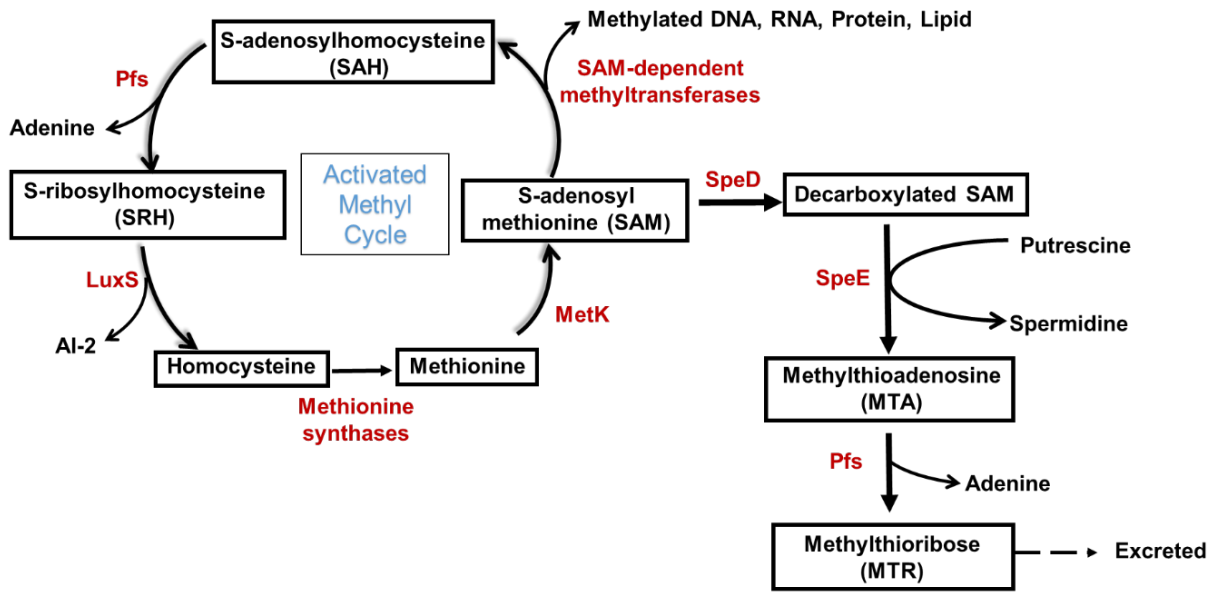 Methylated DNA, RNA, Protein, Lipid
S-adenosylhomocysteine
(SAH)
SAM-dependent
methyltransferases
Pfs
Adenine
S-ribosylhomocysteine
(SRH)
Activated
Methyl
Cycle
S-adenosyl
methionine (SAM)
SpeD
Decarboxylated SAM
Putrescine
SpeE
Spermidine
LuxS
AI-2
MetK
Homocysteine
Methionine
Methionine
synthases
Methylthioadenosine
(MTA)
Pfs
Adenine
Methylthioribose
(MTR)
Excreted